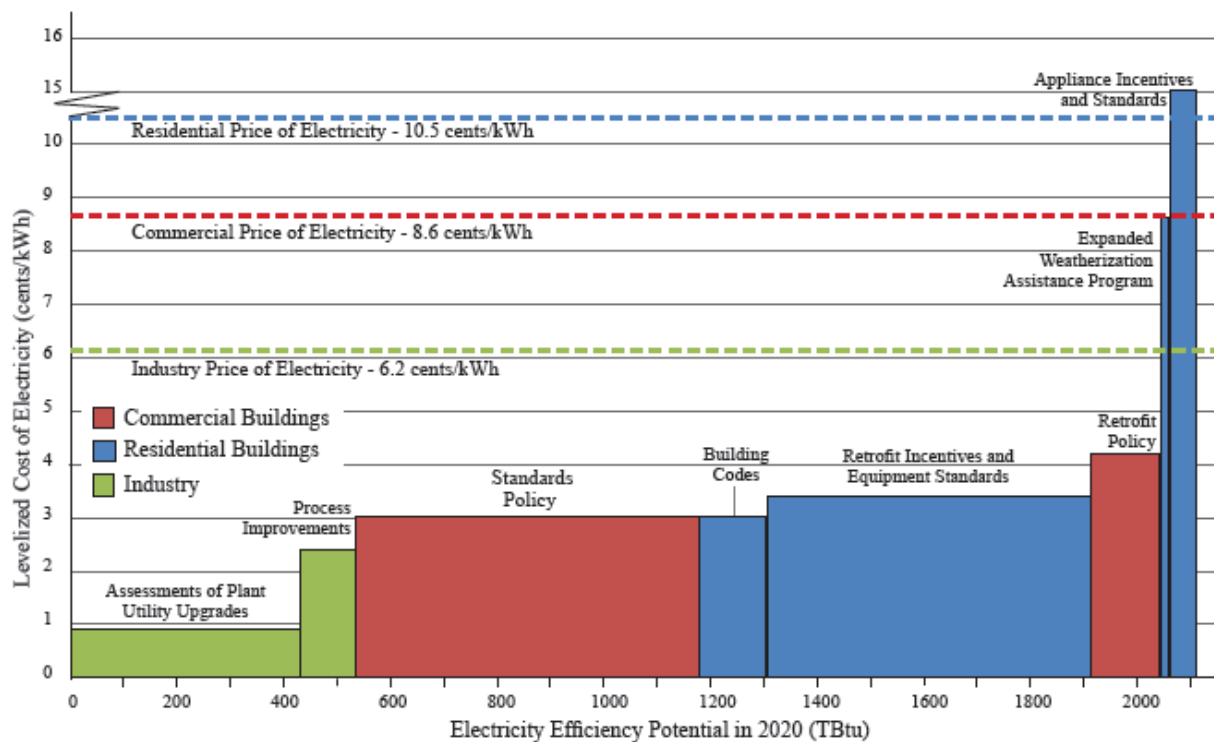 16
15
10
9
8
7
6
5
4
3
2
1
0
Levelized Cost of Electricity (cents/kWh)
Appliance Incentives
and Standards
Residential Price of Electricity - 10.5 cents/kWh
Commercial Price of Electricity - 8.6 cents/kWh
Expanded
Weatherization
Assistance Program
Industry Price of Electricity - 6.2 cents/kWh
Commercial Buildings
Residential Buildings
Industry
Retrofit
Policy
Building
Codes
Retrofit Incentives and
Equipment Standards
Standards
Policy
Process
Improvements
Assessments of Plant
Utility Upgrades
0 200 400 600 800 1000 1200 1400 1600 1800 2000
Electricity Efficiency Potential in 2020 (TBtu)